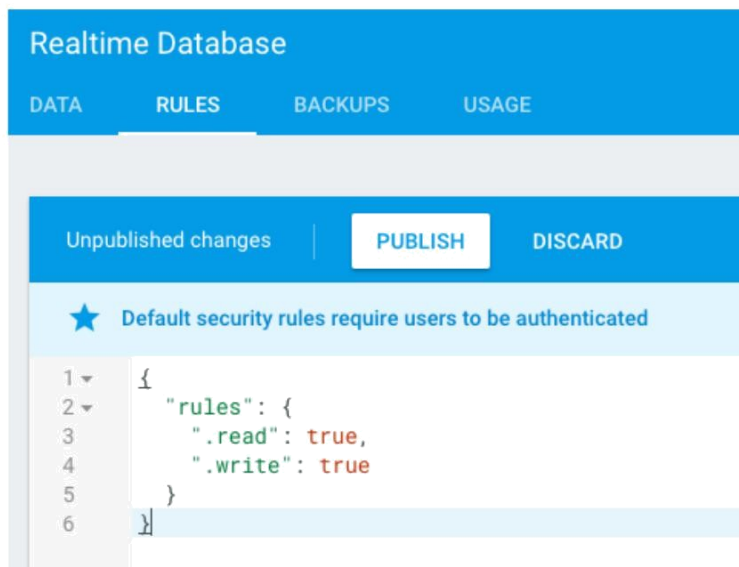 Realtime Database
DATA RULES BACKUPS USAGE
Unpublished changes PUBLISH DISCARD
Default security rules require users to be authenticated
1 {
2 "rules": {
3 ".read": true,
4 ".write": true
5 }
6 }